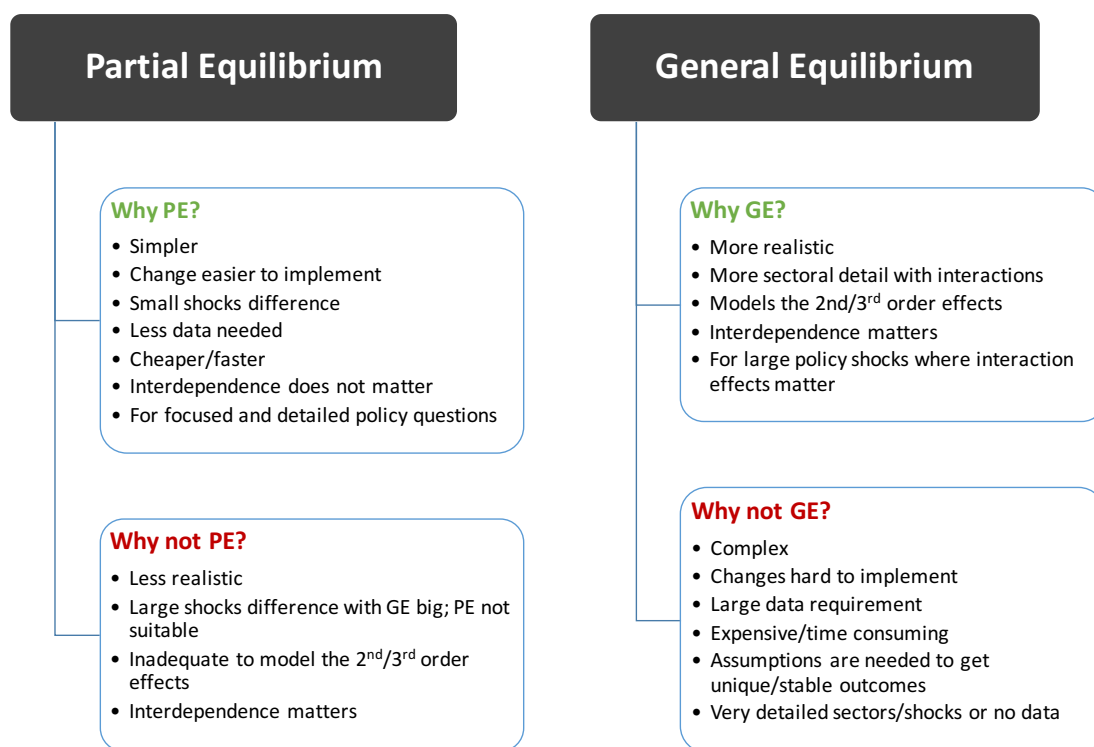 Partial Equilibrium
Why PE?
• Simpler
• Change easier to implement
• Small shocks difference
• Less data needed
• Cheaper/faster
• Interdependence does not matter
• For focused and detailed policy questions
Why not PE?
• Less realistic
• Large shocks difference with GE big; PE not
suitable
• Inadequate to model the 2nd/3rd order
effects
• Interdependence matters
General Equilibrium
Why GE?
• More realistic
• More sectoral detail with interactions
• Models the 2nd/3rd order effects
• Interdependence matters
• For large policy shocks where interaction
effects matter
Why not GE?
• Complex
• Changes hard to implement
• Large data requirement
• Expensive/time consuming
• Assumptions are needed to get
unique/stable outcomes
• Very detailed sectors/shocks or no data